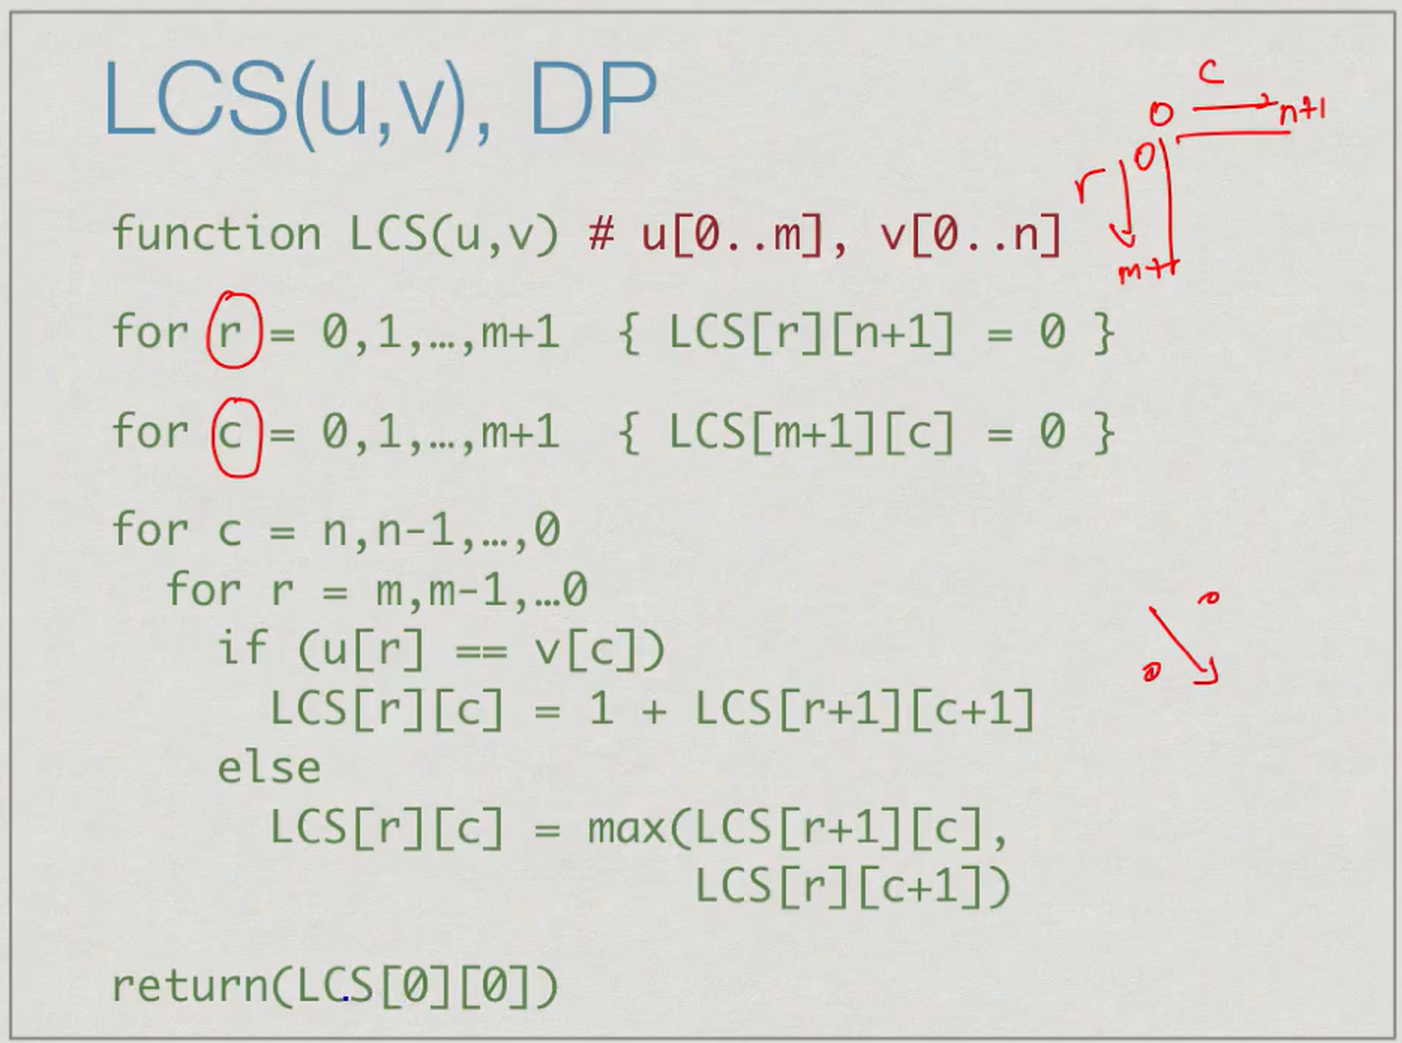 LCS(u,v), DP
c
0 n+1
0
r
function LCS(u,v) # u[0..m], v[0..n]
m+1
for r = 0,1,…,m+1 { LCS[r][n+1] = 0 }
for c = 0,1,…,m+1 { LCS[m+1][c] = 0 }
for c = n,n-1,…,0
for r = m,m-1,…0
if (u[r] == v[c])
LCS[r][c] = 1 + LCS[r+1][c+1]
else
LCS[r][c] = max(LCS[r+1][c],
LCS[r][c+1])
return(LCS[0][0])